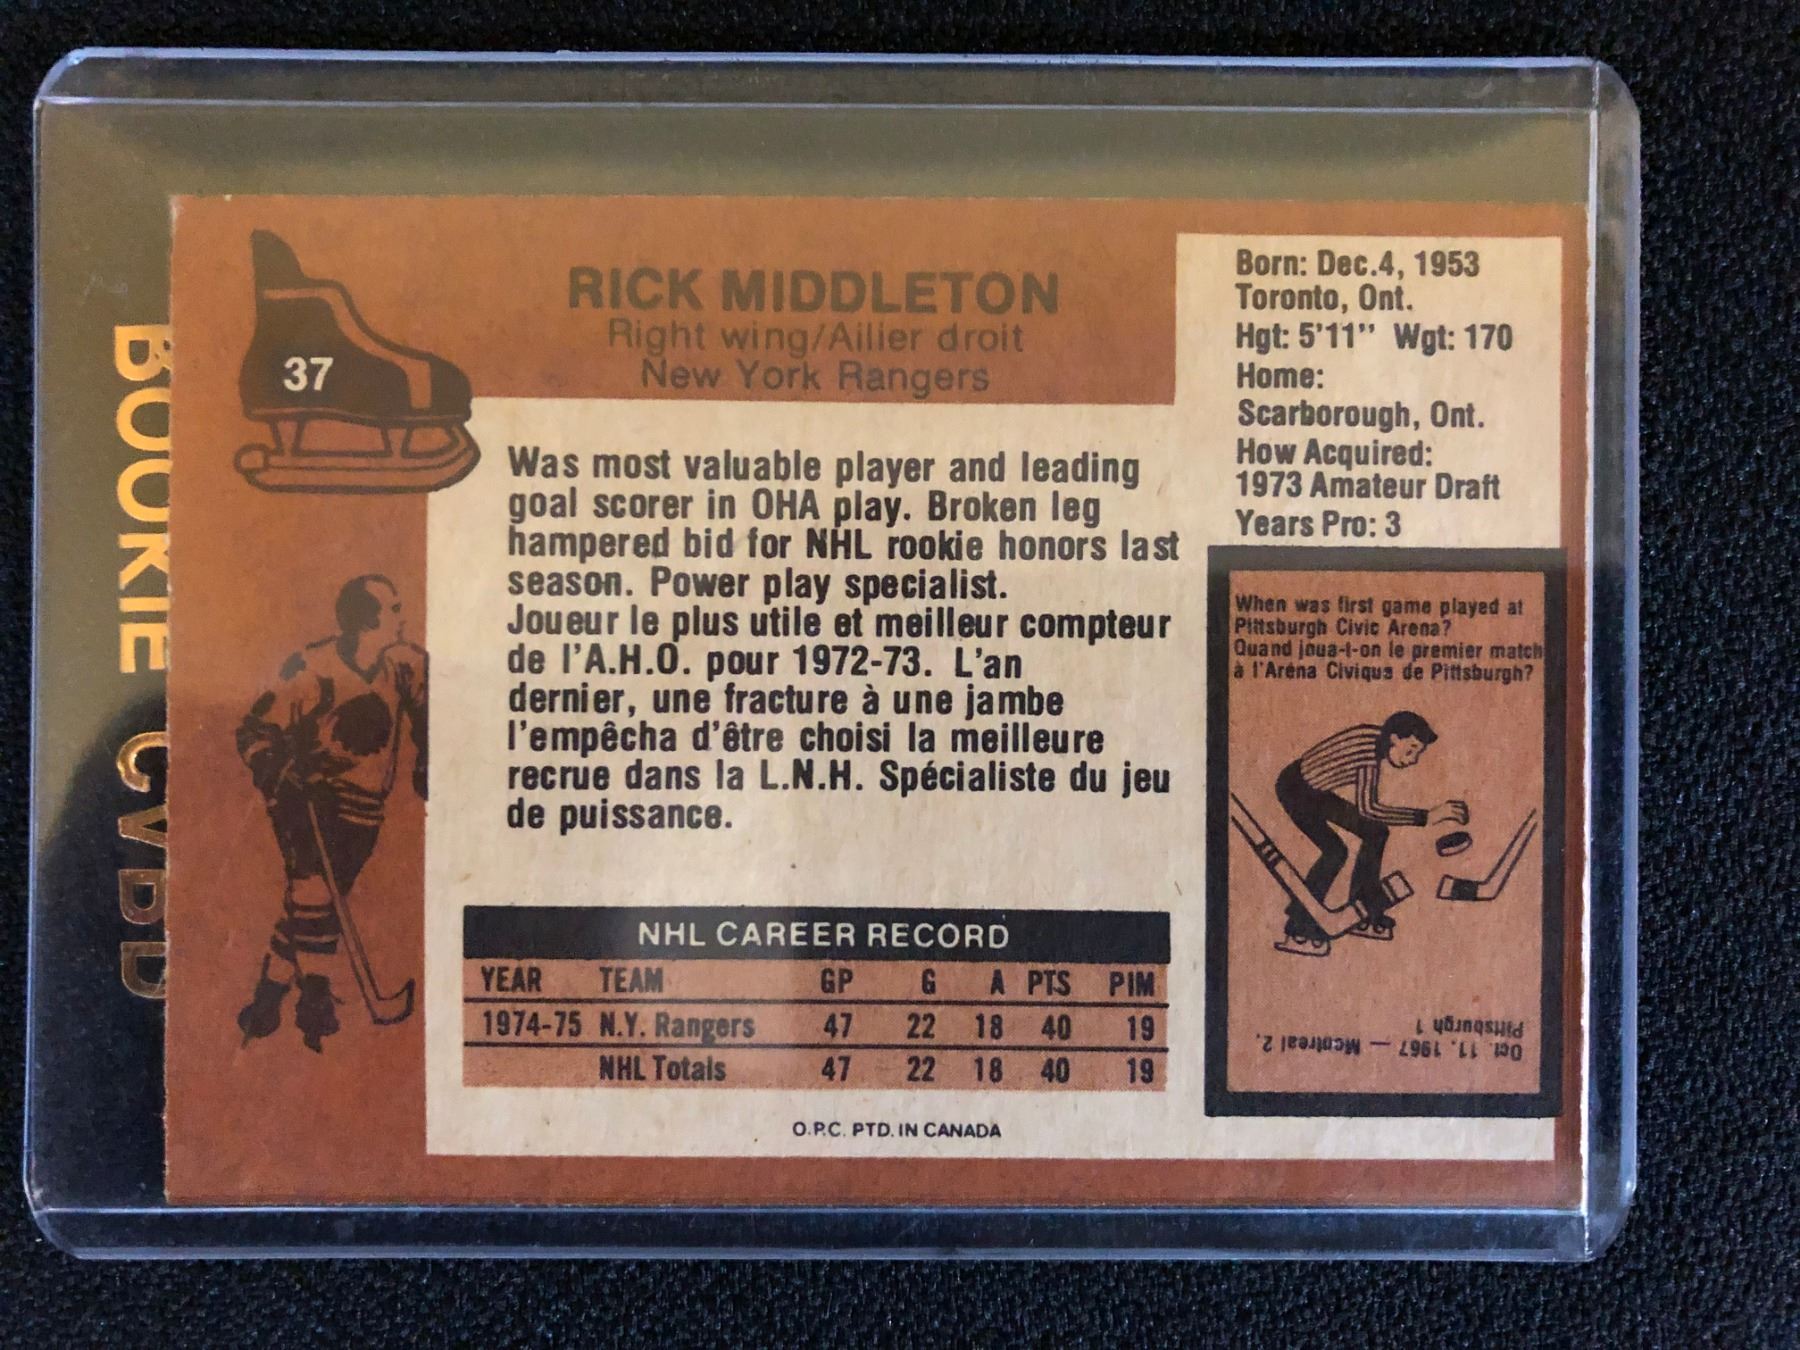 37
RICK MIDDLETON
Right wing/Ailier droit
New York Rangers
Born: Dec.4, 1953
Toronto, Ont.
Hgt: 5'11" Wgt: 170
Home:
Scarborough, Ont.
How Acquired:
1973 Amateur Draft
Years Pro: 3
Was most valuable player and leading
goal scorer in OHA play. Broken leg
hampered bid for NHL rookie honors last
season. Power play specialist.
Joueur le plus utile et meilleur compteur
de l'A.H.O. pour 1972-73. L'an
dernier, une fracture à une jambe
l'empêcha d'être choisi la meilleure
recrue dans la L.N.H. Spécialiste du jeu
de puissance.
When was first game played at
Pittsburgh Civic Arena?
Quand joua-t-on le premier match
à l'Aréna Civique de Pittsburgh?
Oct. 11, 1967 — Montreal 2,
Pittsburgh 1
NHL CAREER RECORD
YEAR TEAM GP G A PTS PIM
1974-75 N.Y. Rangers 47 22 18 40 19
NHL Totals 47 22 18 40 19
O.P.C. PTD. IN CANADA
ROOKIE CARD